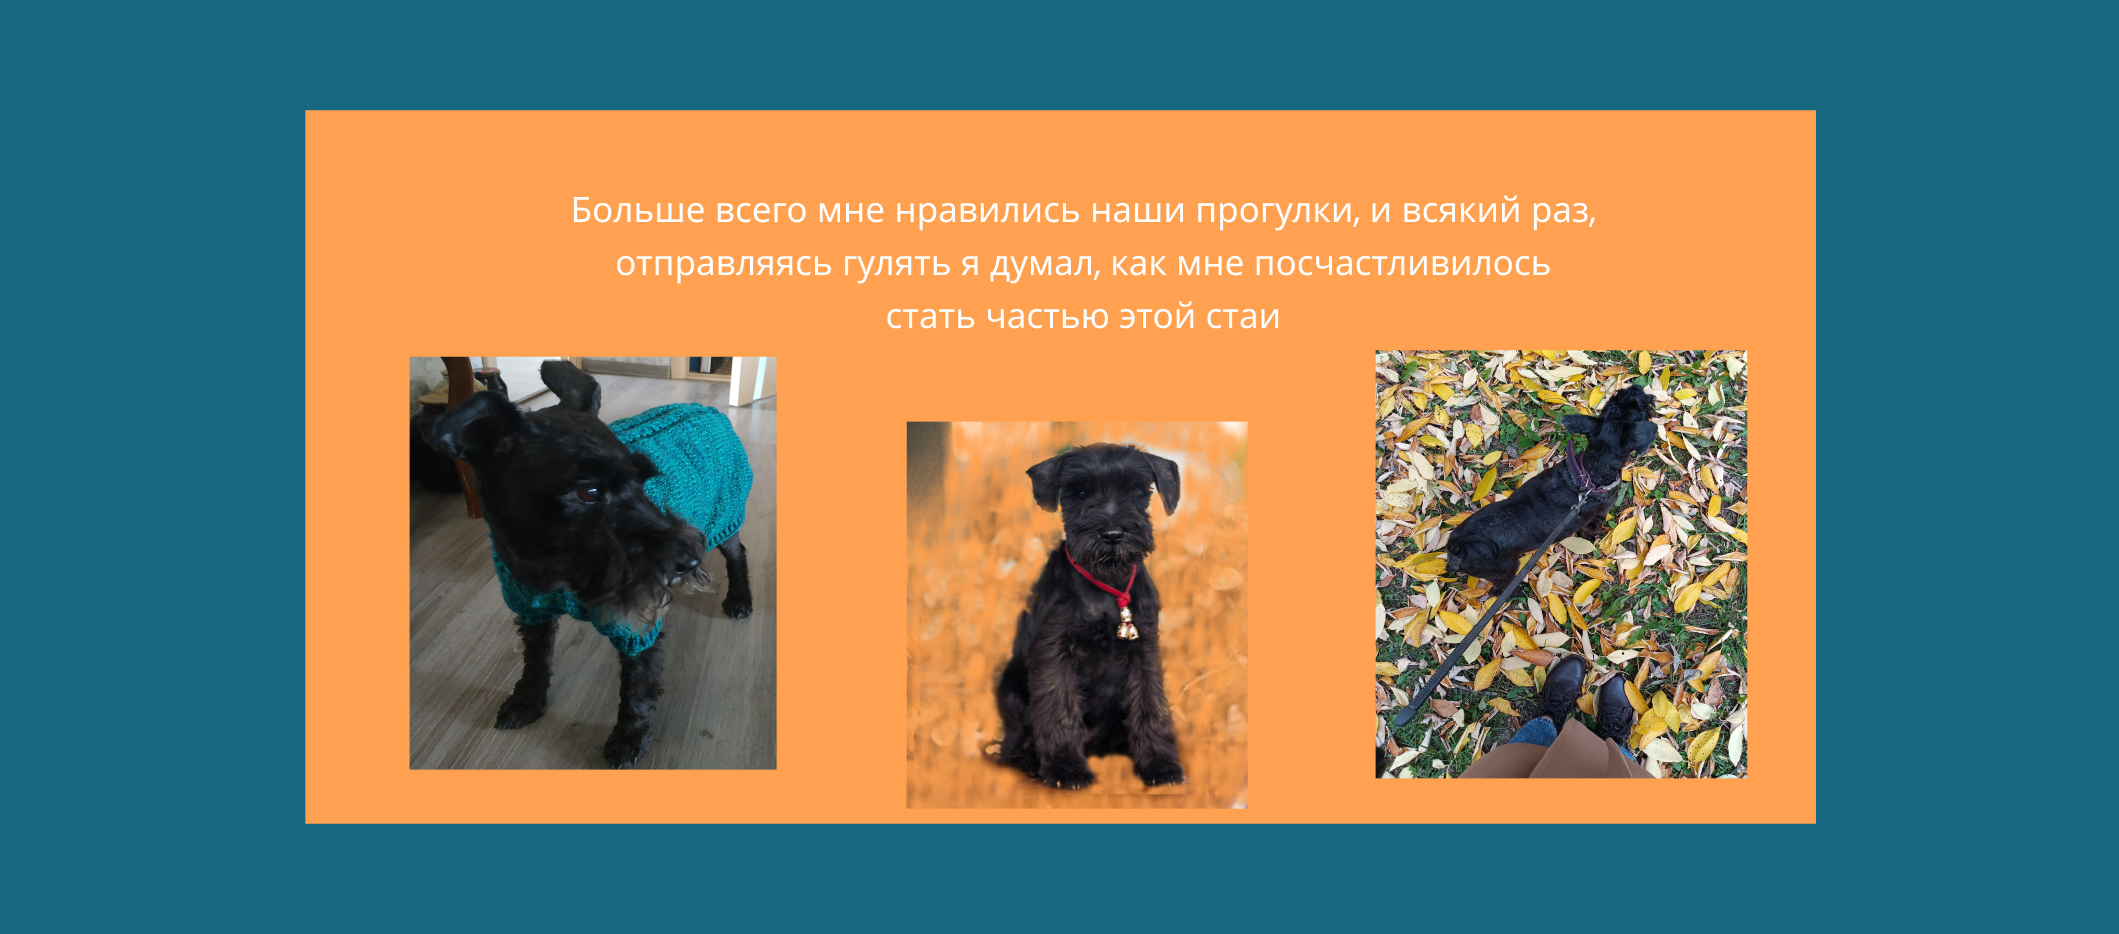 Больше всего мне нравились наши прогулки, и всякий раз,
отправляясь гулять я думал, как мне посчастливилось
стать частью этой стаи